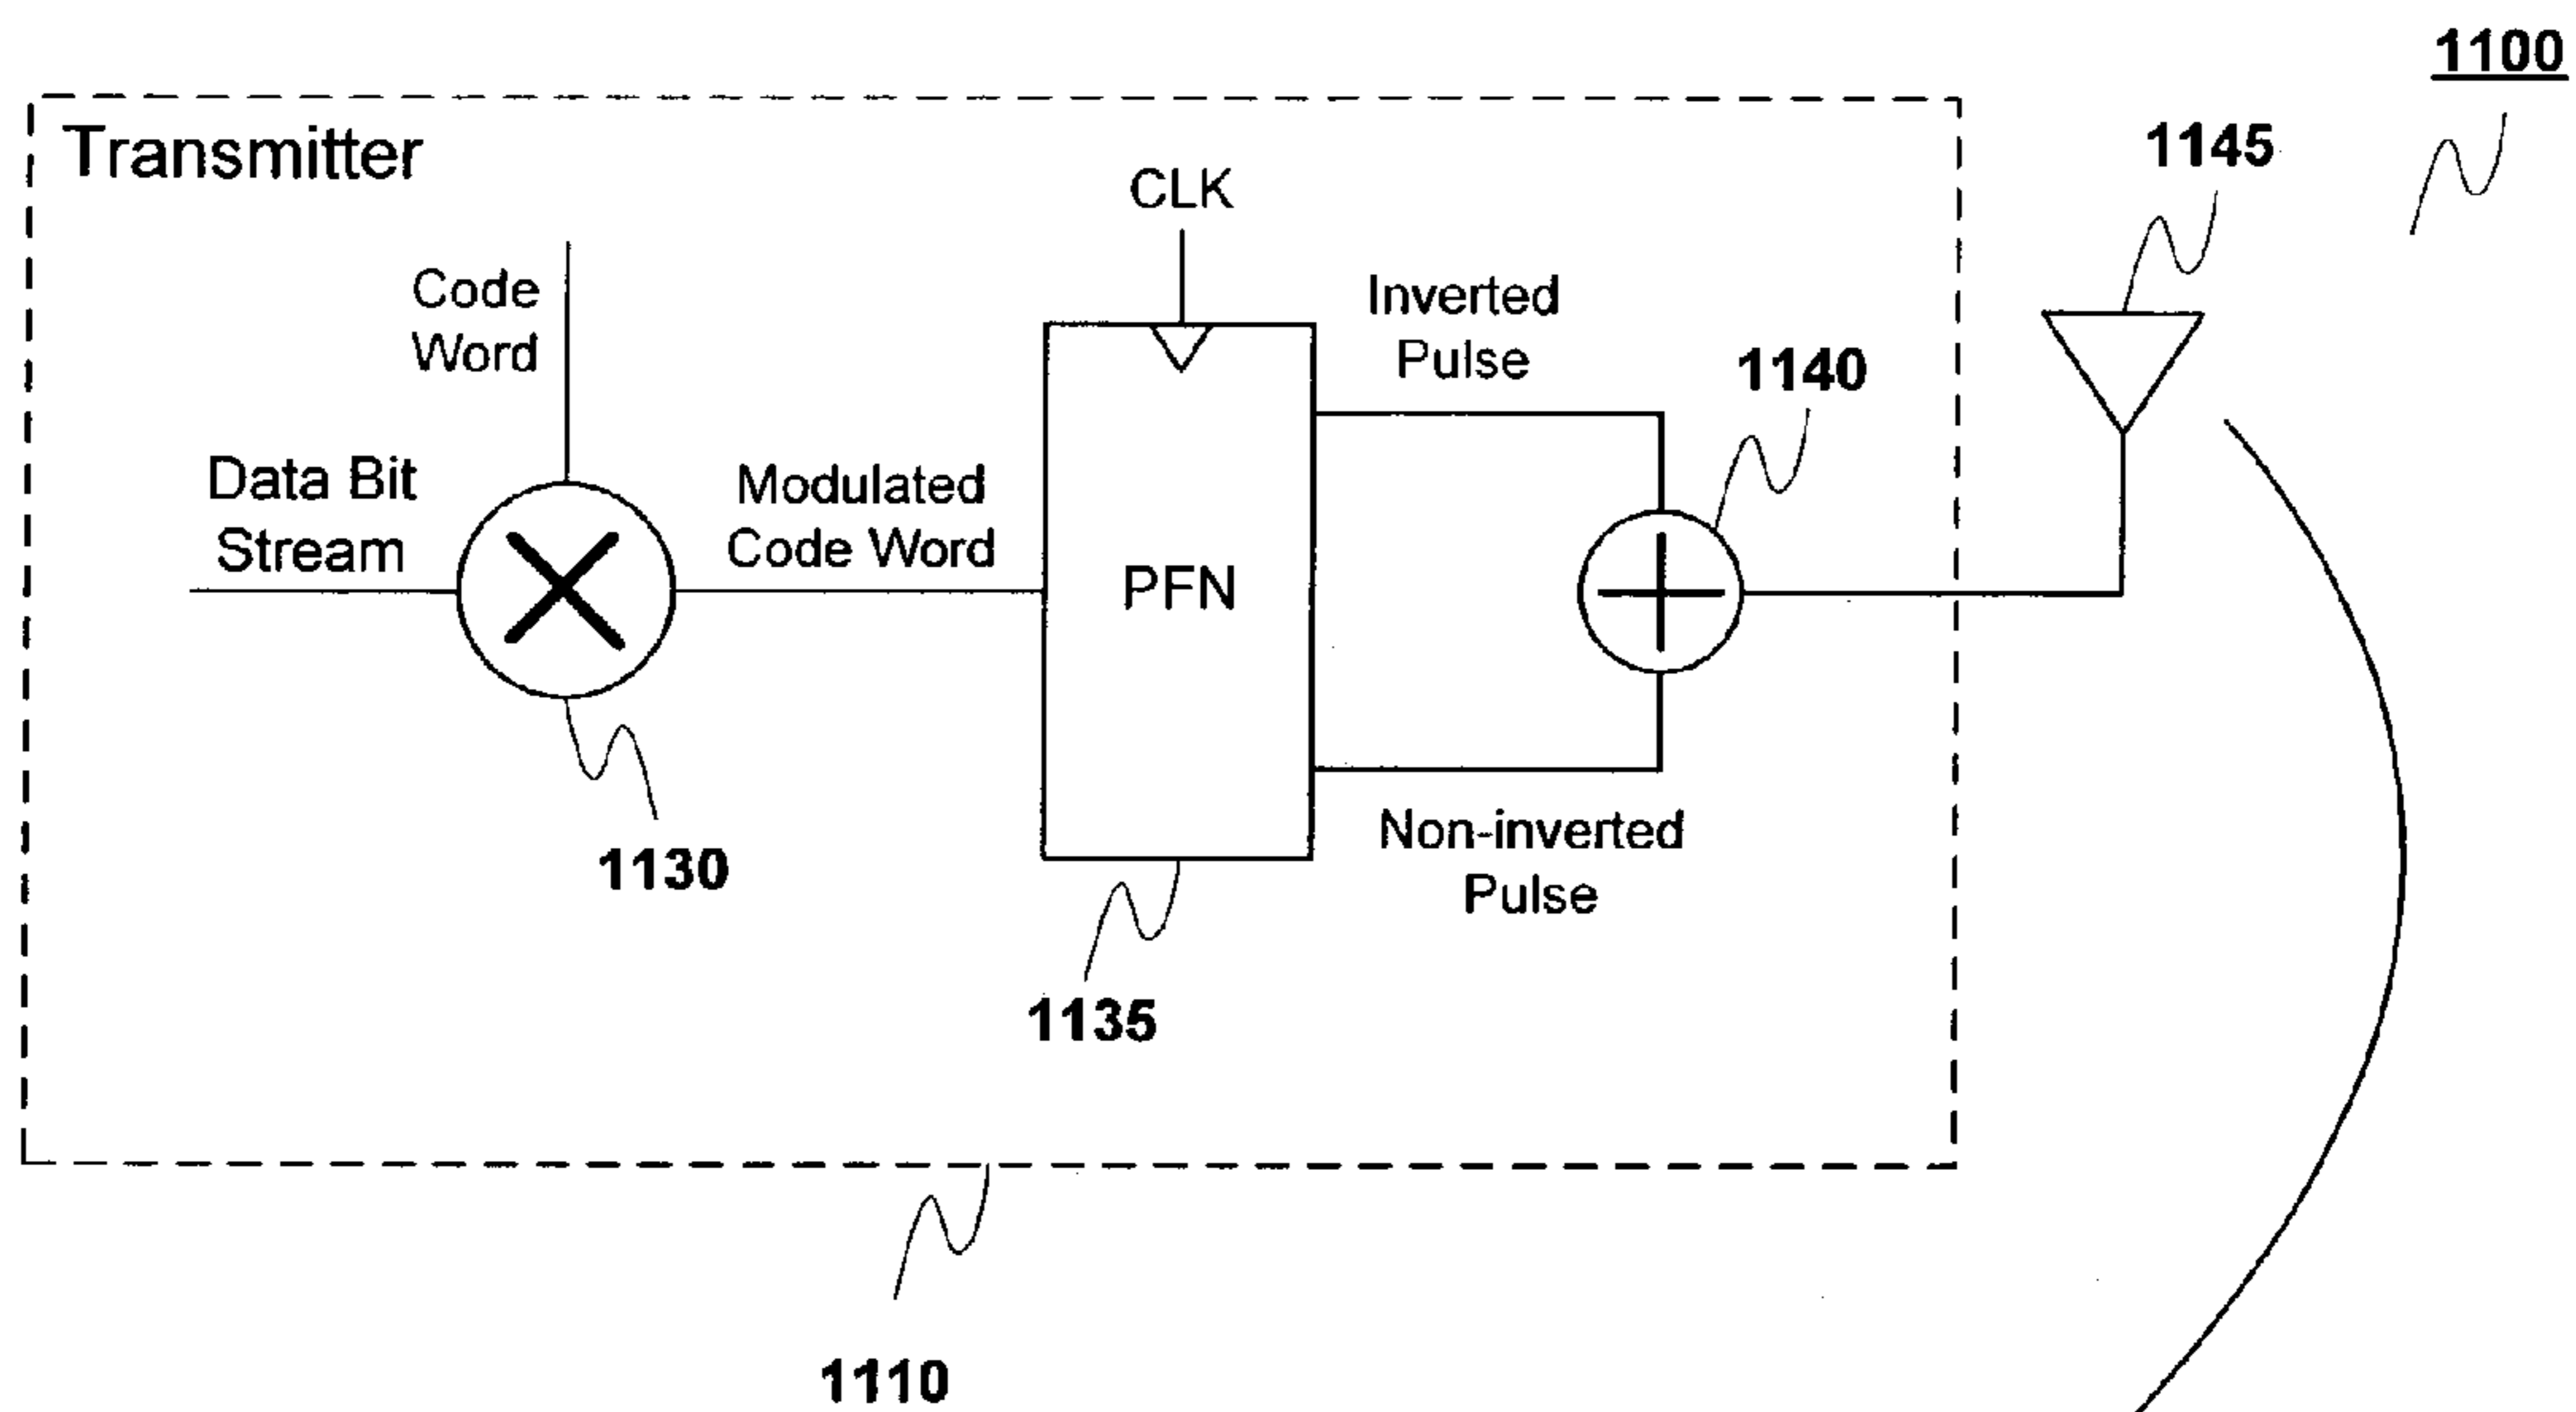 1100
Transmitter
1145
CLK
Code
Word
Inverted
Pulse
1140
Data Bit
Stream
Modulated
Code Word
PFN
Non-inverted
Pulse
1130
1135
1110